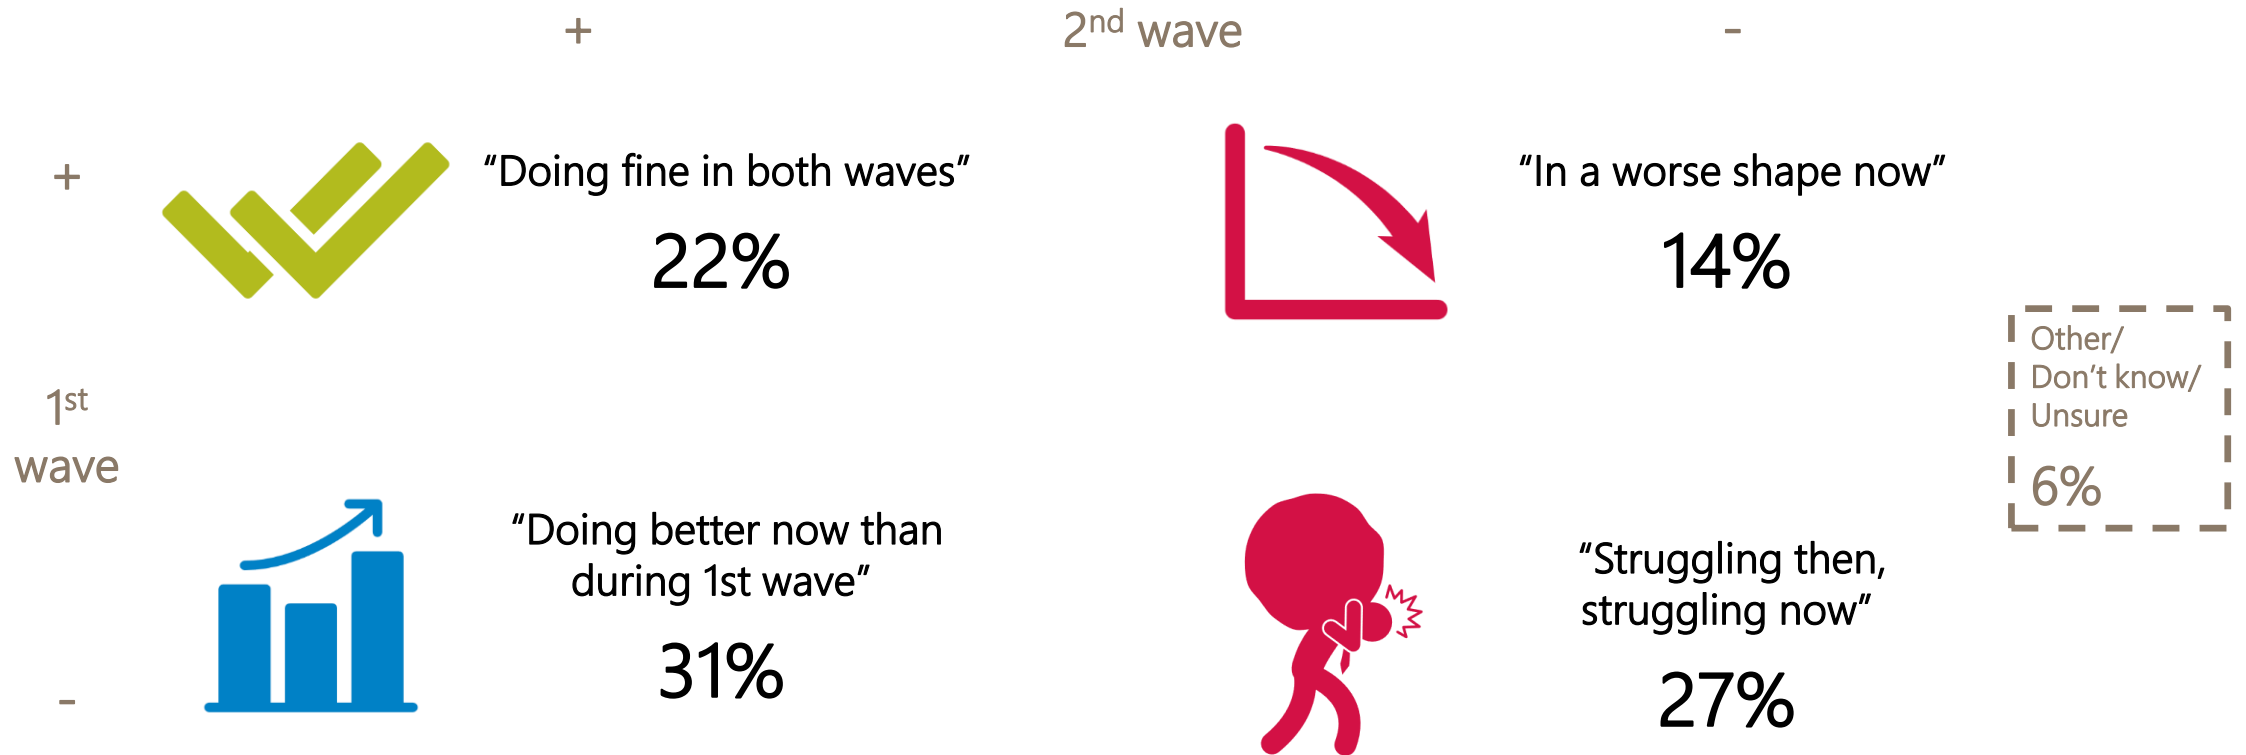 + 2nd wave -
+
“Doing fine in both waves”
22%
“In a worse shape now”
14%
1st
wave
-
“Doing better now than
during 1st wave”
31%
“Struggling then,
struggling now”
27%
Other/
Don’t know/
Unsure
6%